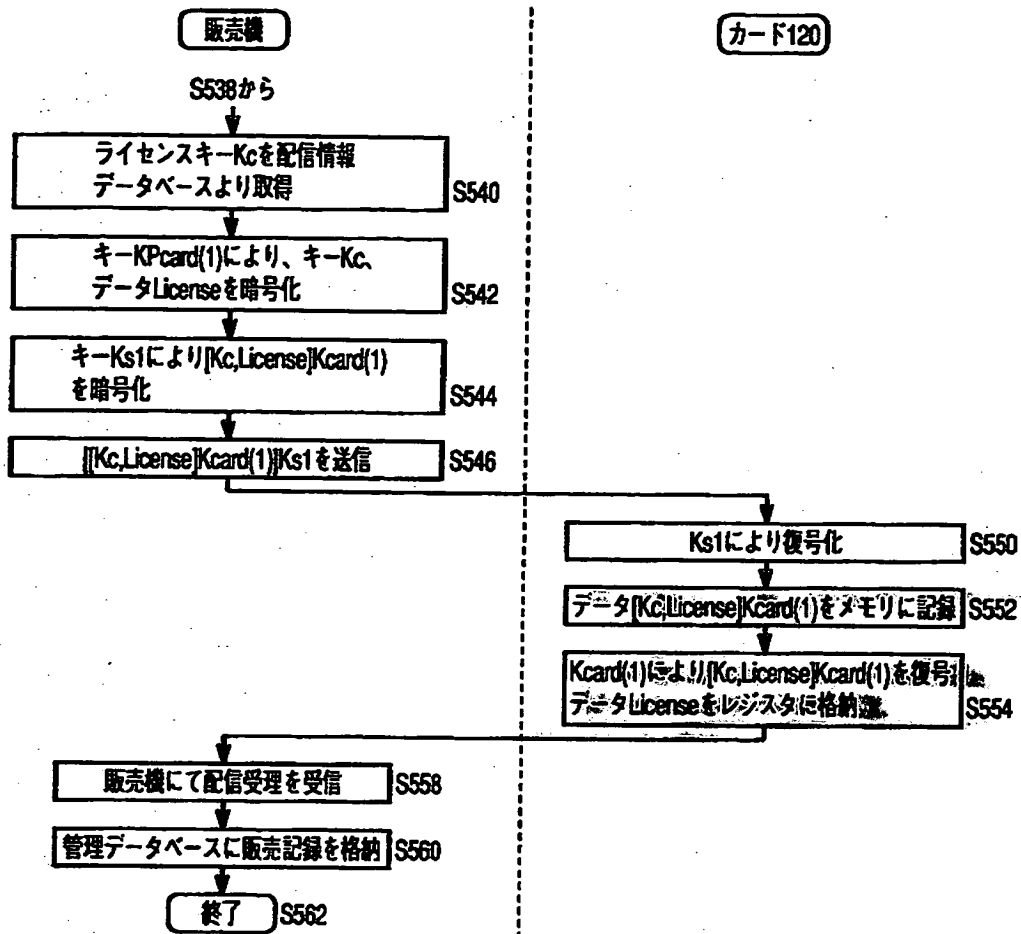 販売機
カード120
S538から
ライセンスキーKcを配信情報
データベースより取得
S540
キーKPcard(1)により、キーKc、
データLicenseを暗号化
S542
キーKs1により[Kc,License]Kcard(1)
を暗号化
S544
[[Kc,License]Kcard(1)]Ks1を送信
S546
Ks1により復号化
S550
データ[Kc,License]Kcard(1)をメモリに記録
S552
Kcard(1)により[Kc,License]Kcard(1)を復号
データLicenseをレジスタに格納
S554
販売機にて配信受理を受信
S558
管理データベースに販売記録を格納
S560
終了
S562